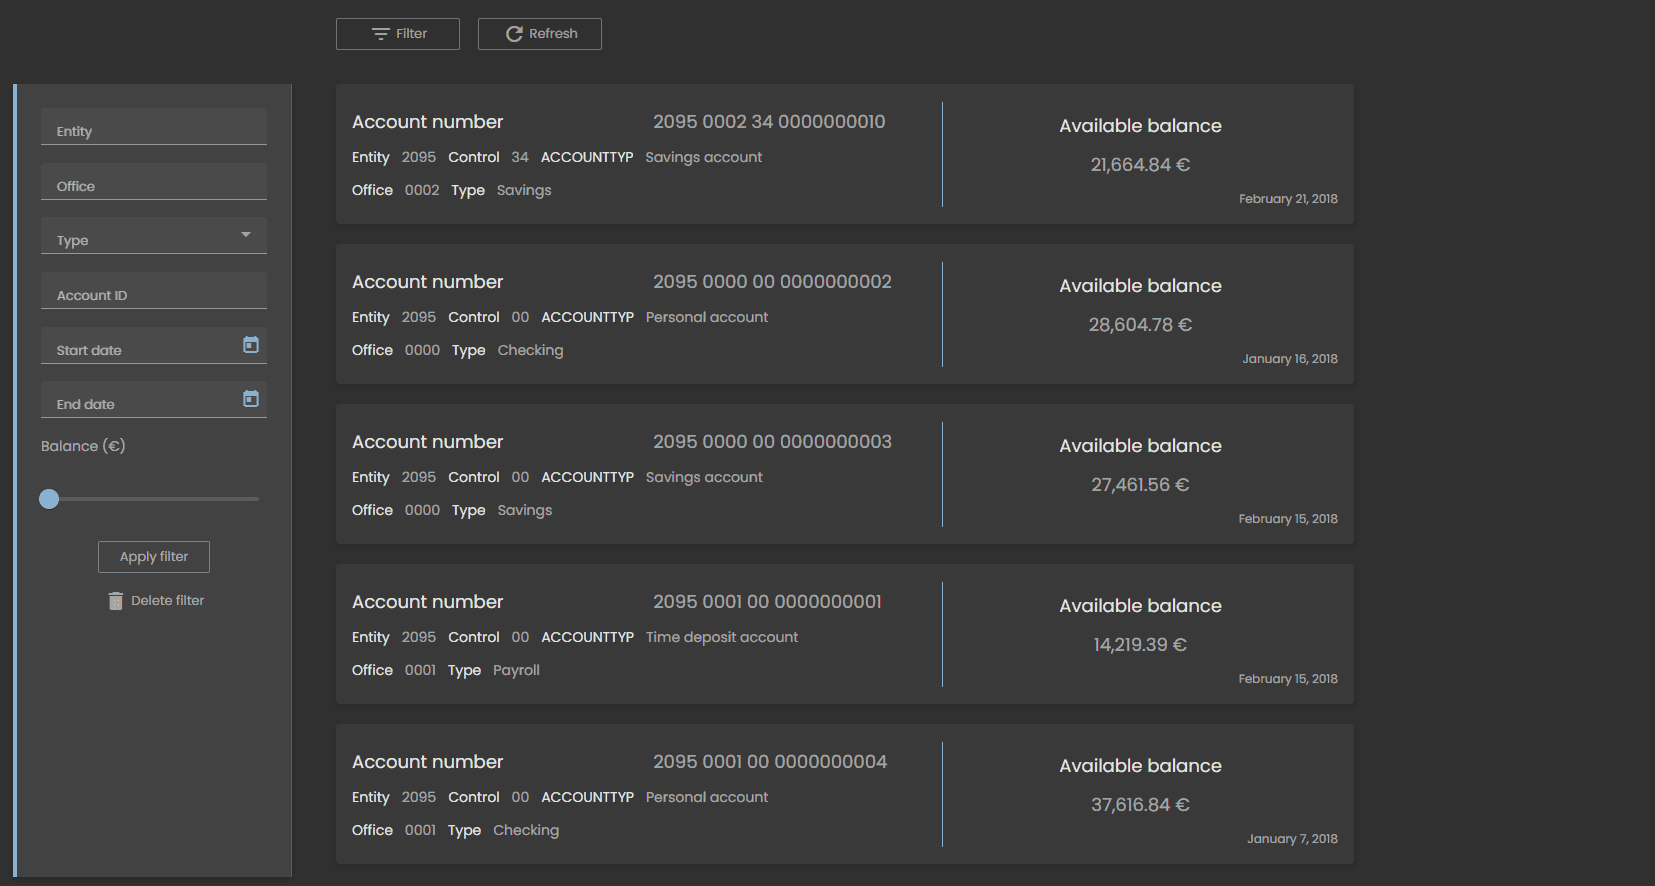 Filter
Refresh
Entity
Office
Type
Account ID
Start date
End date
Balance (€)
Apply filter
Delete filter
Account number 2095 0002 34 0000000010
Entity 2095 Control 34 ACCOUNTTYP Savings account
Office 0002 Type Savings
Available balance
21,664.84 €
February 21, 2018
Account number 2095 0000 00 0000000002
Entity 2095 Control 00 ACCOUNTTYP Personal account
Office 0000 Type Checking
Available balance
28,604.78 €
January 16, 2018
Account number 2095 0000 00 0000000003
Entity 2095 Control 00 ACCOUNTTYP Savings account
Office 0000 Type Savings
Available balance
27,461.56 €
February 15, 2018
Account number 2095 0001 00 0000000001
Entity 2095 Control 00 ACCOUNTTYP Time deposit account
Office 0001 Type Payroll
Available balance
14,219.39 €
February 15, 2018
Account number 2095 0001 00 0000000004
Entity 2095 Control 00 ACCOUNTTYP Personal account
Office 0001 Type Checking
Available balance
37,616.84 €
January 7, 2018